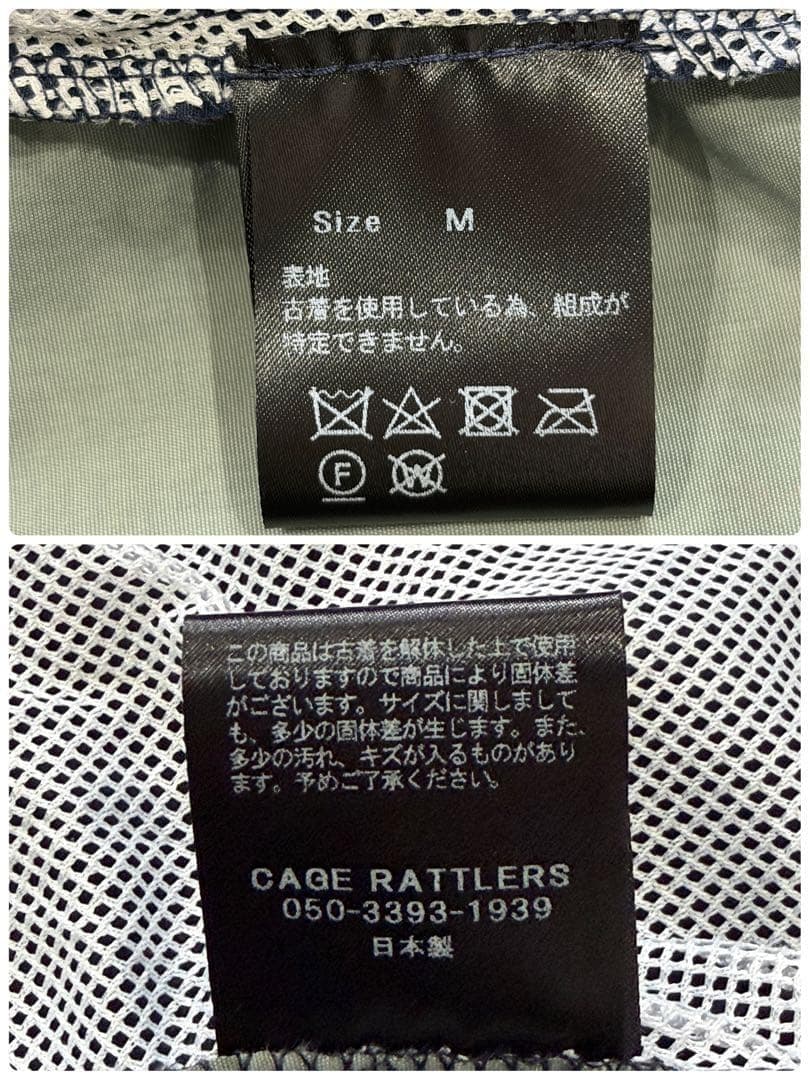 Size M
表地
古着を使用している為、組成が
特定できません。
F W
この商品は古着を解体した上で使用
しておりますので商品により固体差
がございます。サイズに関しまして
も、多少の固体差が生じます。また、
多少の汚れ、キズが入るものがあり
ます。予めご了承ください。
CAGE RATTLERS
050-3393-1939
日本製